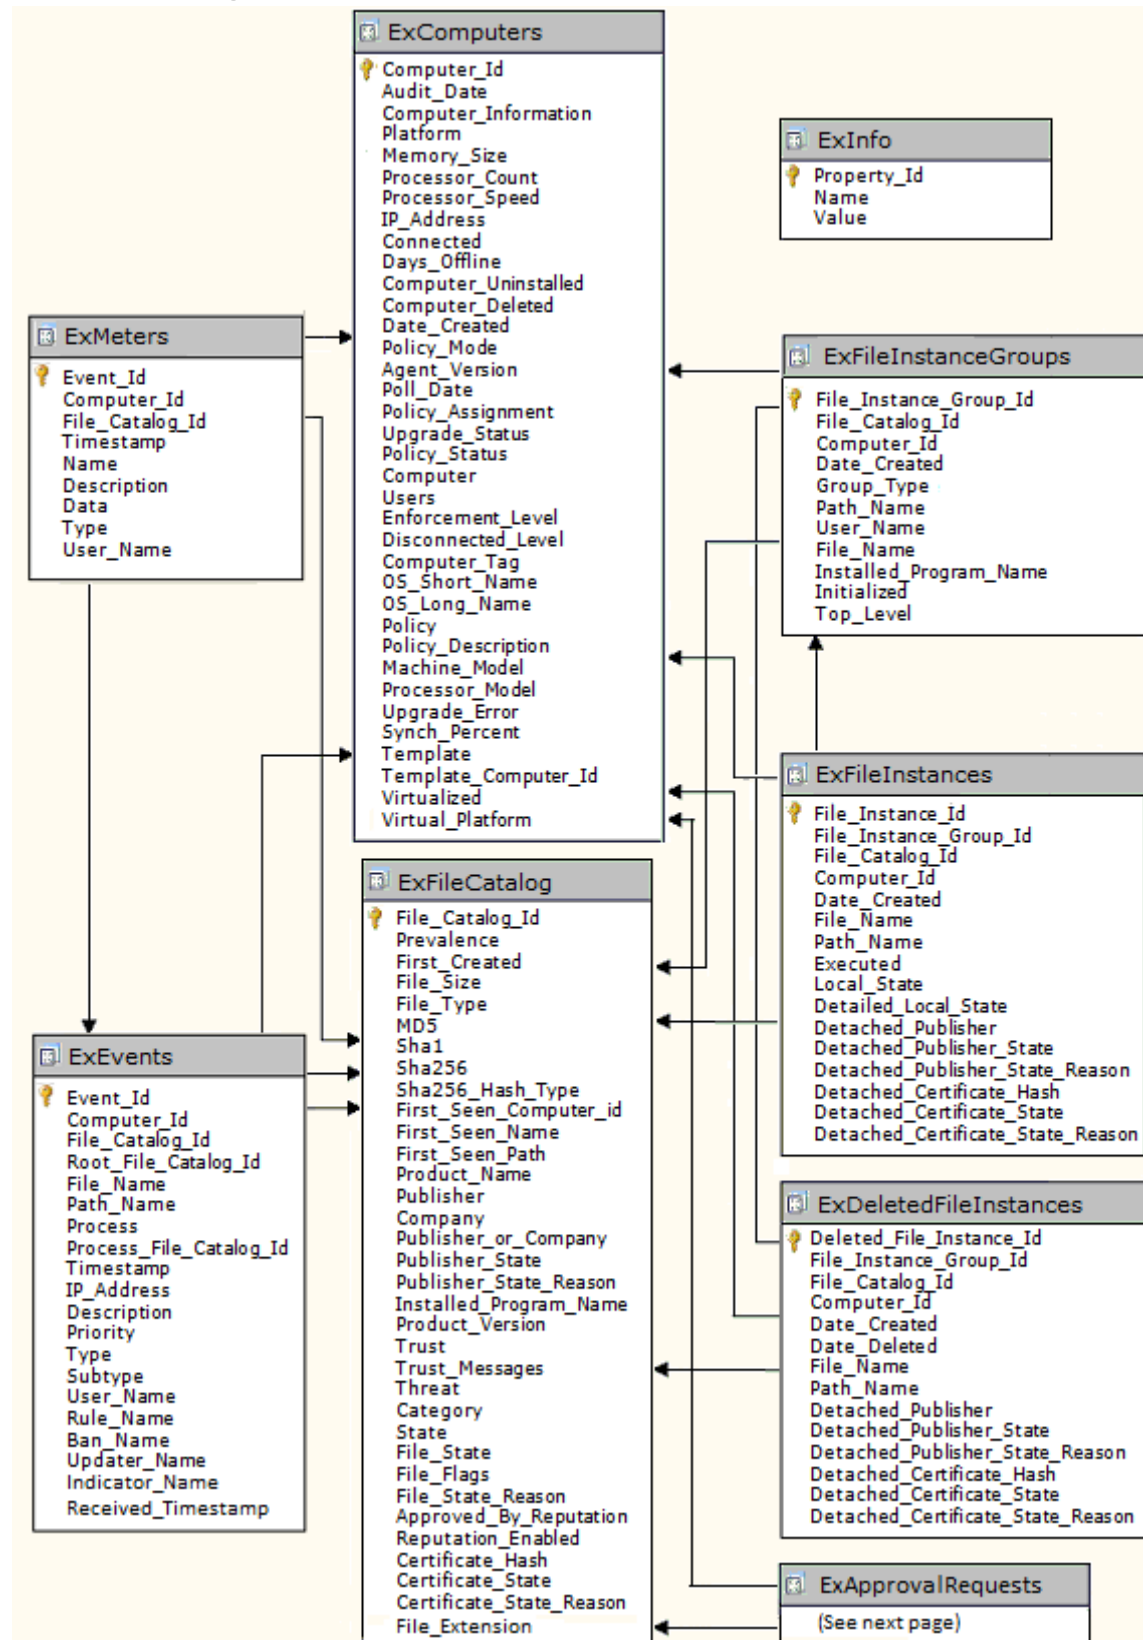 ExComputers
Computer_Id
Audit_Date
Computer_Information
Platform
Memory_Size
Processor_Count
Processor_Speed
IP_Address
Connected
Days_Offline
Computer_Uninstalled
Computer_Deleted
Date_Created
Policy_Mode
Agent_Version
Poll_Date
Policy_Assignment
Upgrade_Status
Policy_Status
Computer
Users
Enforcement_Level
Disconnected_Level
Computer_Tag
OS_Short_Name
OS_Long_Name
Policy
Policy_Description
Machine_Model
Processor_Model
Upgrade_Error
Synch_Percent
Template
Template_Computer_Id
Virtualized
Virtual_Platform
ExInfo
Property_Id
Name
Value
ExMeters
Event_Id
Computer_Id
File_Catalog_Id
Timestamp
Name
Description
Data
Type
User_Name
ExFileInstanceGroups
File_Instance_Group_Id
File_Catalog_Id
Computer_Id
Date_Created
Group_Type
Path_Name
User_Name
File_Name
Installed_Program_Name
Initialized
Top_Level
ExFileInstances
File_Instance_Id
File_Instance_Group_Id
File_Catalog_Id
Computer_Id
Date_Created
File_Name
Path_Name
Executed
Local_State
Detailed_Local_State
Detached_Publisher
Detached_Publisher_State
Detached_Publisher_State_Reason
Detached_Certificate_Hash
Detached_Certificate_State
Detached_Certificate_State_Reason
ExFileCatalog
File_Catalog_Id
Prevalence
First_Created
File_Size
File_Type
MD5
Sha1
Sha256
Sha256_Hash_Type
First_Seen_Computer_id
First_Seen_Name
First_Seen_Path
Product_Name
Publisher
Company
Publisher_or_Company
Publisher_State
Publisher_State_Reason
Installed_Program_Name
Product_Version
Trust
Trust_Messages
Threat
Category
State
File_State
File_Flags
File_State_Reason
Approved_By_Reputation
Reputation_Enabled
Certificate_Hash
Certificate_State
Certificate_State_Reason
File_Extension
ExEvents
Event_Id
Computer_Id
File_Catalog_Id
Root_File_Catalog_Id
File_Name
Path_Name
Process
Process_File_Catalog_Id
Timestamp
IP_Address
Description
Priority
Type
Subtype
User_Name
Rule_Name
Ban_Name
Updater_Name
Indicator_Name
Received_Timestamp
ExDeletedFileInstances
Deleted_File_Instance_Id
File_Instance_Group_Id
File_Catalog_Id
Computer_Id
Date_Created
Date_Deleted
File_Name
Path_Name
Detached_Publisher
Detached_Publisher_State
Detached_Publisher_State_Reason
Detached_Certificate_Hash
Detached_Certificate_State
Detached_Certificate_State_Reason
ExApprovalRequests
(See next page)